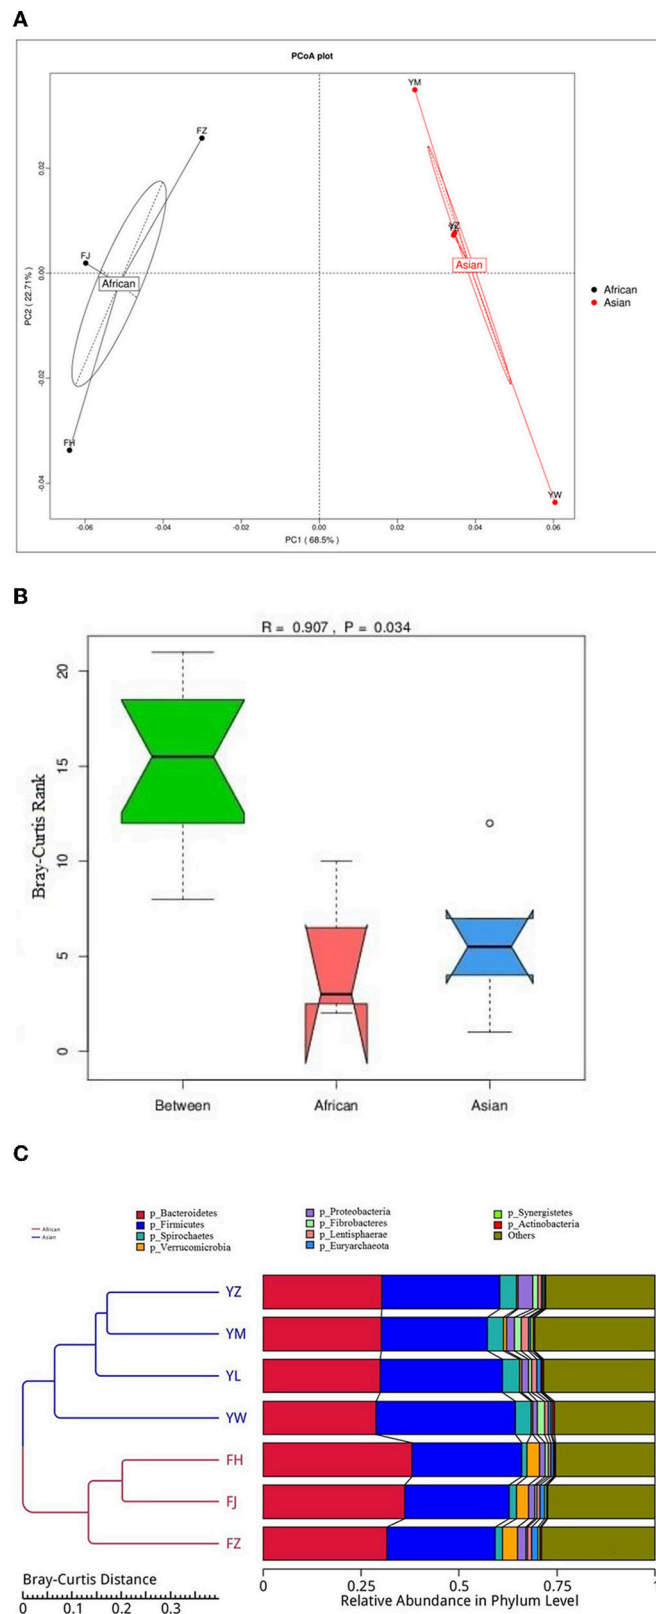 A
PCoA plot
YM
FZ
YZ
FJ
African
Asian
FH
YW
PC2 ( 22.71% )
0.02
0.00
-0.02
-0.04
-0.06
-0.04
-0.02
0.00
0.02
0.04
0.06
PC1 ( 68.5% )
African
Asian
B
R = 0.907 , P = 0.034
Bray-Curtis Rank
20
15
10
5
0
Between
African
Asian
C
African
Asian
p_Bacteroidetes
p_Firmicutes
p_Spirochaetes
p_Verrucomicrobia
p_Proteobacteria
p_Fibrobacteres
p_Lentisphaerae
p_Euryarchaeota
p_Synergistetes
p_Actinobacteria
Others
YZ
YM
YL
YW
FH
FJ
FZ
Bray-Curtis Distance
0 0.1 0.2 0.3
0 0.25 0.5 0.75 1
Relative Abundance in Phylum Level